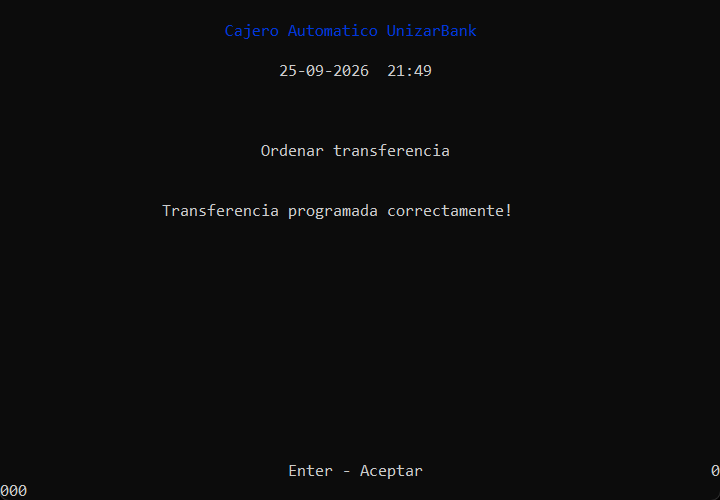 Cajero Automatico UnizarBank
25-09-2026  21:49
Ordenar transferencia
Transferencia programada correctamente!
Enter - Aceptar 0
000